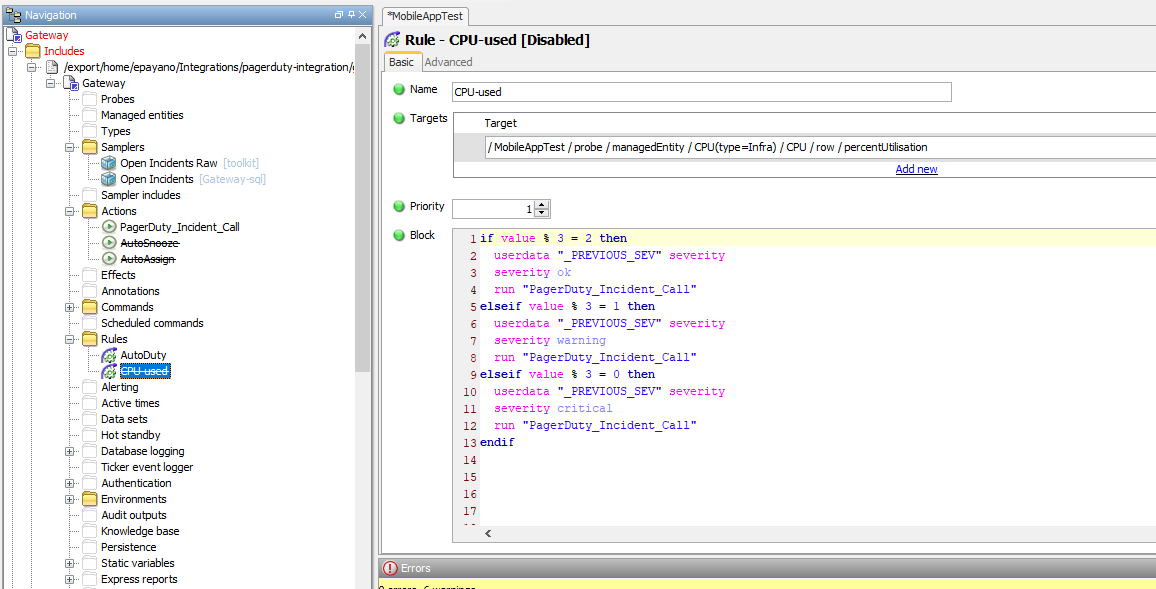 Navigation
Gateway
Includes
/export/home/epayano/Integrations/pagerduty-integration/
Gateway
Probes
Managed entities
Types
Samplers
Open Incidents Raw [toolkit]
Open Incidents [Gateway-sql]
Sampler includes
Actions
PagerDuty_Incident_Call
AutoSnooze
AutoAssign
Effects
Annotations
Commands
Scheduled commands
Rules
AutoDuty
CPU-used
Alerting
Active times
Data sets
Hot standby
Database logging
Ticker event logger
Authentication
Environments
Audit outputs
Knowledge base
Persistence
Static variables
Express reports
*MobileAppTest
Rule - CPU-used [Disabled]
Basic Advanced
Name CPU-used
Targets Target
/ MobileAppTest / probe / managedEntity / CPU(type=Infra) / CPU / row / percentUtilisation
Add new
Priority 1
Block
1 if value % 3 = 2 then
2 userdata "_PREVIOUS_SEV" severity
3 severity ok
4 run "PagerDuty_Incident_Call"
5 elseif value % 3 = 1 then
6 userdata "_PREVIOUS_SEV" severity
7 severity warning
8 run "PagerDuty_Incident_Call"
9 elseif value % 3 = 0 then
10 userdata "_PREVIOUS_SEV" severity
11 severity critical
12 run "PagerDuty_Incident_Call"
13 endif
14
15
16
17
Errors
0 errors, 6 warnings